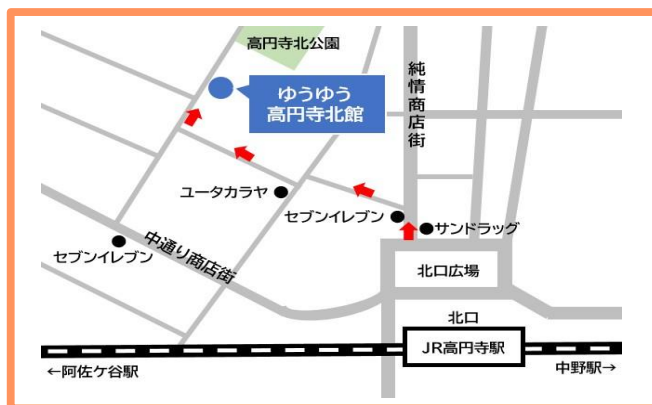 高円寺北公園
ゆうゆう
高円寺北館
純情商店街
ユータカラヤ
セブンイレブン
サンドラッグ
セブンイレブン
中通り商店街
北口広場
北口
JR高円寺駅
←阿佐ケ谷駅
中野駅→